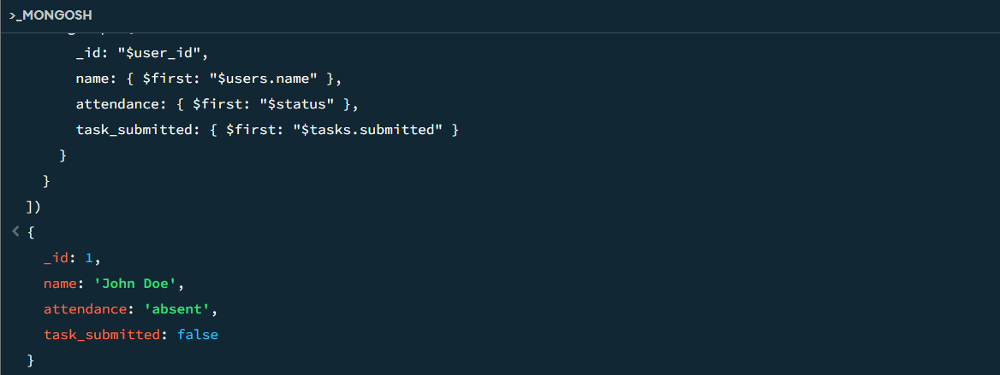 >_MONGOSH
_id: "$user_id",
name: { $first: "$users.name" },
attendance: { $first: "$status" },
task_submitted: { $first: "$tasks.submitted" }
}
}
])
{
_id: 1,
name: 'John Doe',
attendance: 'absent',
task_submitted: false
}